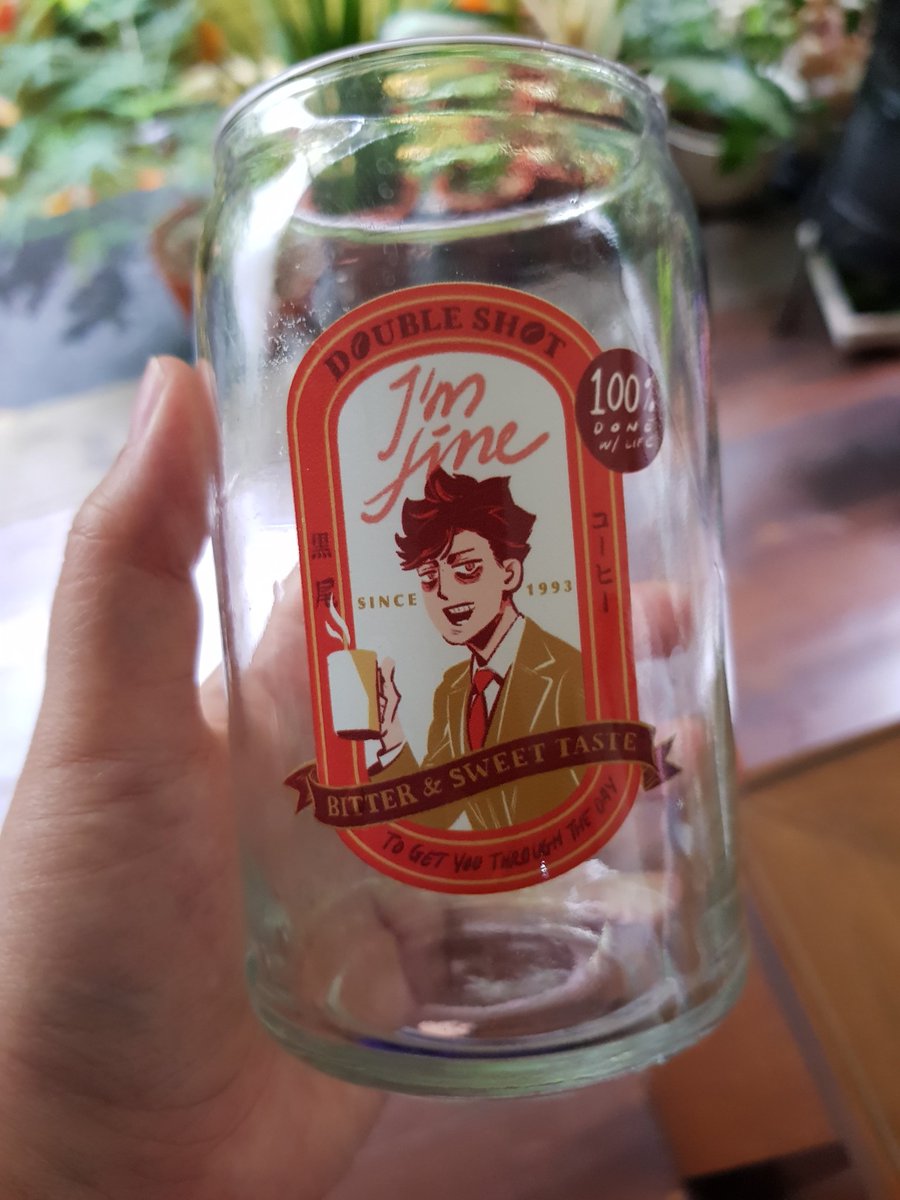 DOUBLE SHOT
I'm
fine
100%
DONE
W/ LIFE
黒尾
コーヒー
SINCE 1993
BITTER & SWEET TASTE
TO GET YOU THROUGH THE DAY